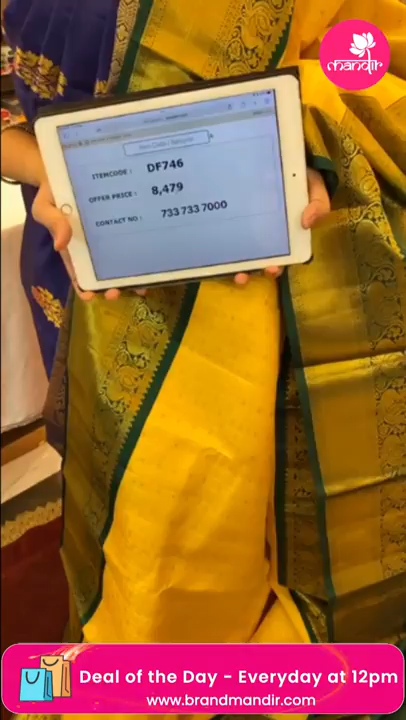 mandir
ITEMCODE : DF746
OFFER PRICE : 8,479
CONTACT NO : 733 733 7000
Deal of the Day - Everyday at 12pm
www.brandmandir.com